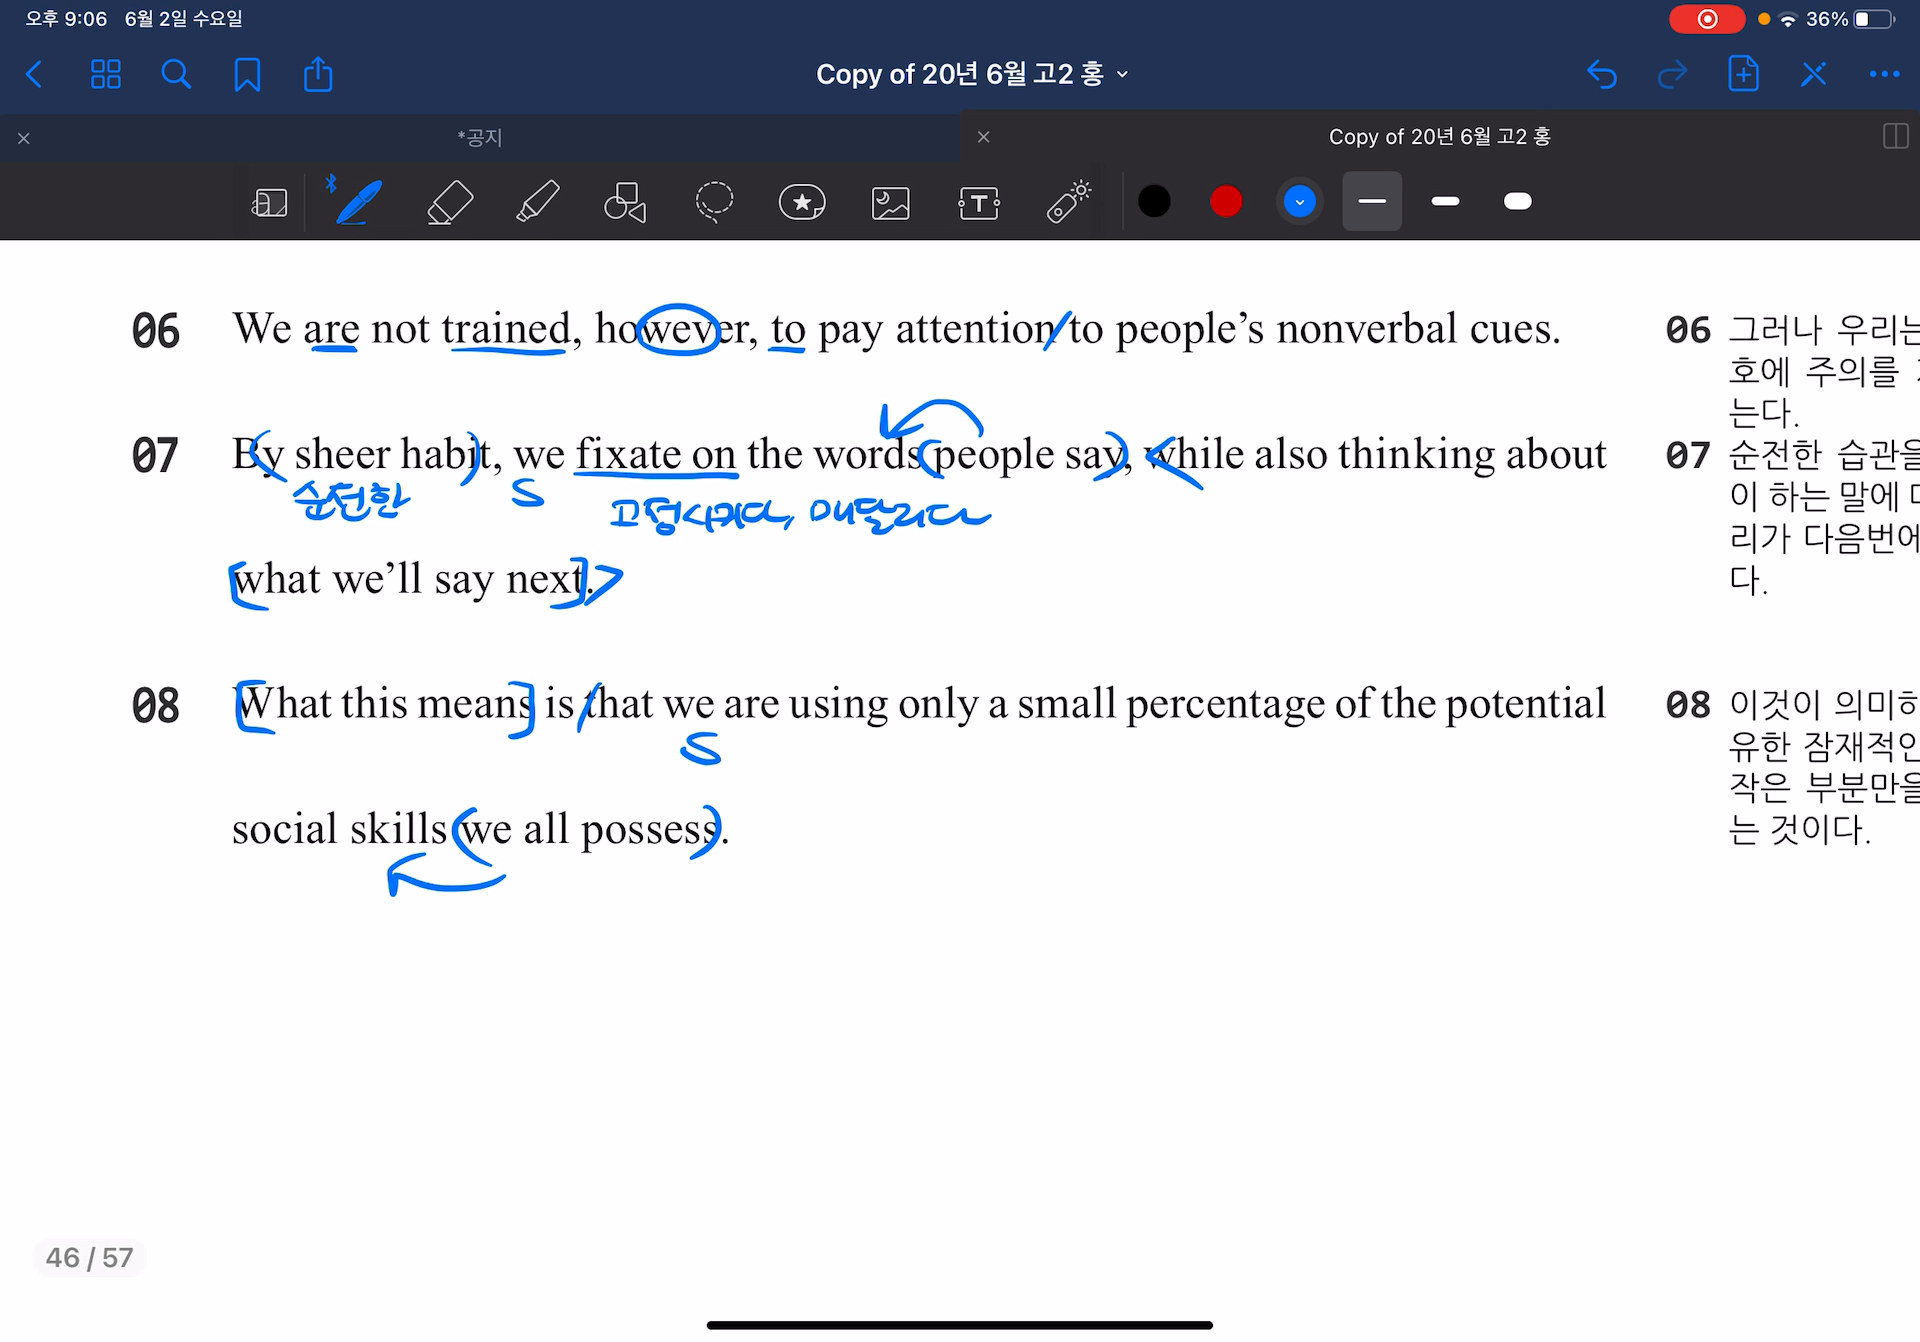 오후 9:06 6월 2일 수요일 36%
Copy of 20년 6월 고2 홍
*공지
Copy of 20년 6월 고2 홍
06 We are not trained, however, to pay attention to people’s nonverbal cues.
07 By sheer habit, we fixate on the words people say, while also thinking about
순전한 S 고정시키다, 매달리다
what we’ll say next.
08 What this means is that we are using only a small percentage of the potential
S
social skills we all possess.
06 그러나 우리는
호에 주의를
는다.
07 순전한 습관을
이 하는 말에
리가 다음번에
다.
08 이것이 의미하
유한 잠재적인
작은 부분만을
는 것이다.
46 / 57